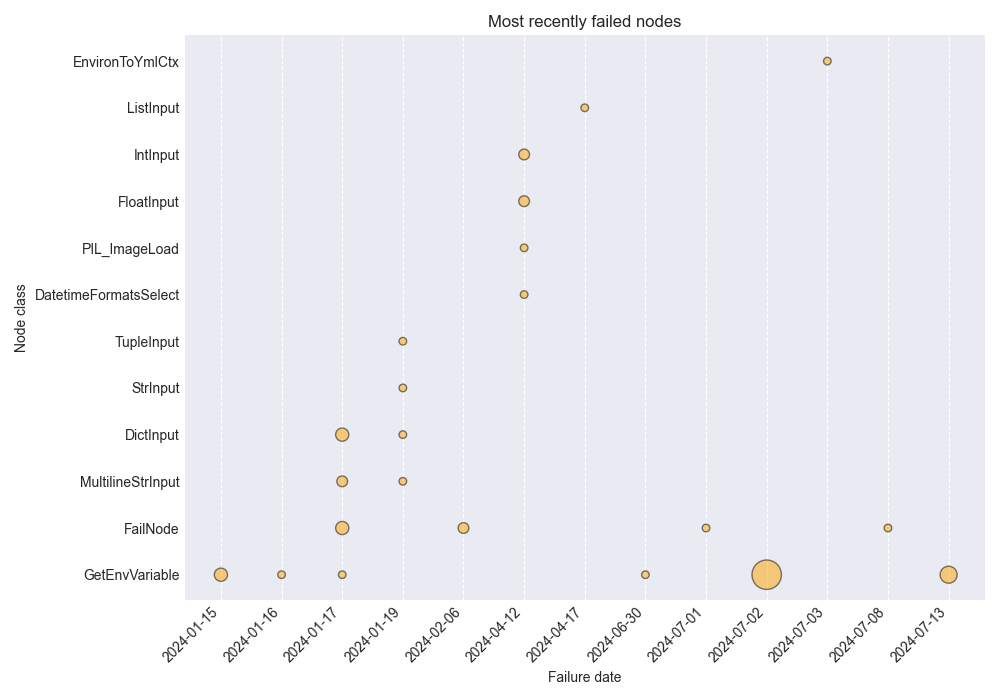 Most recently failed nodes
Node class
EnvironToYmlCtx
ListInput
IntInput
FloatInput
PIL_ImageLoad
DatetimeFormatsSelect
TupleInput
StrInput
DictInput
MultilineStrInput
FailNode
GetEnvVariable
2024-01-15
2024-01-16
2024-01-17
2024-01-19
2024-02-06
2024-04-12
2024-04-17
2024-06-30
2024-07-01
2024-07-02
2024-07-03
2024-07-08
2024-07-13
Failure date